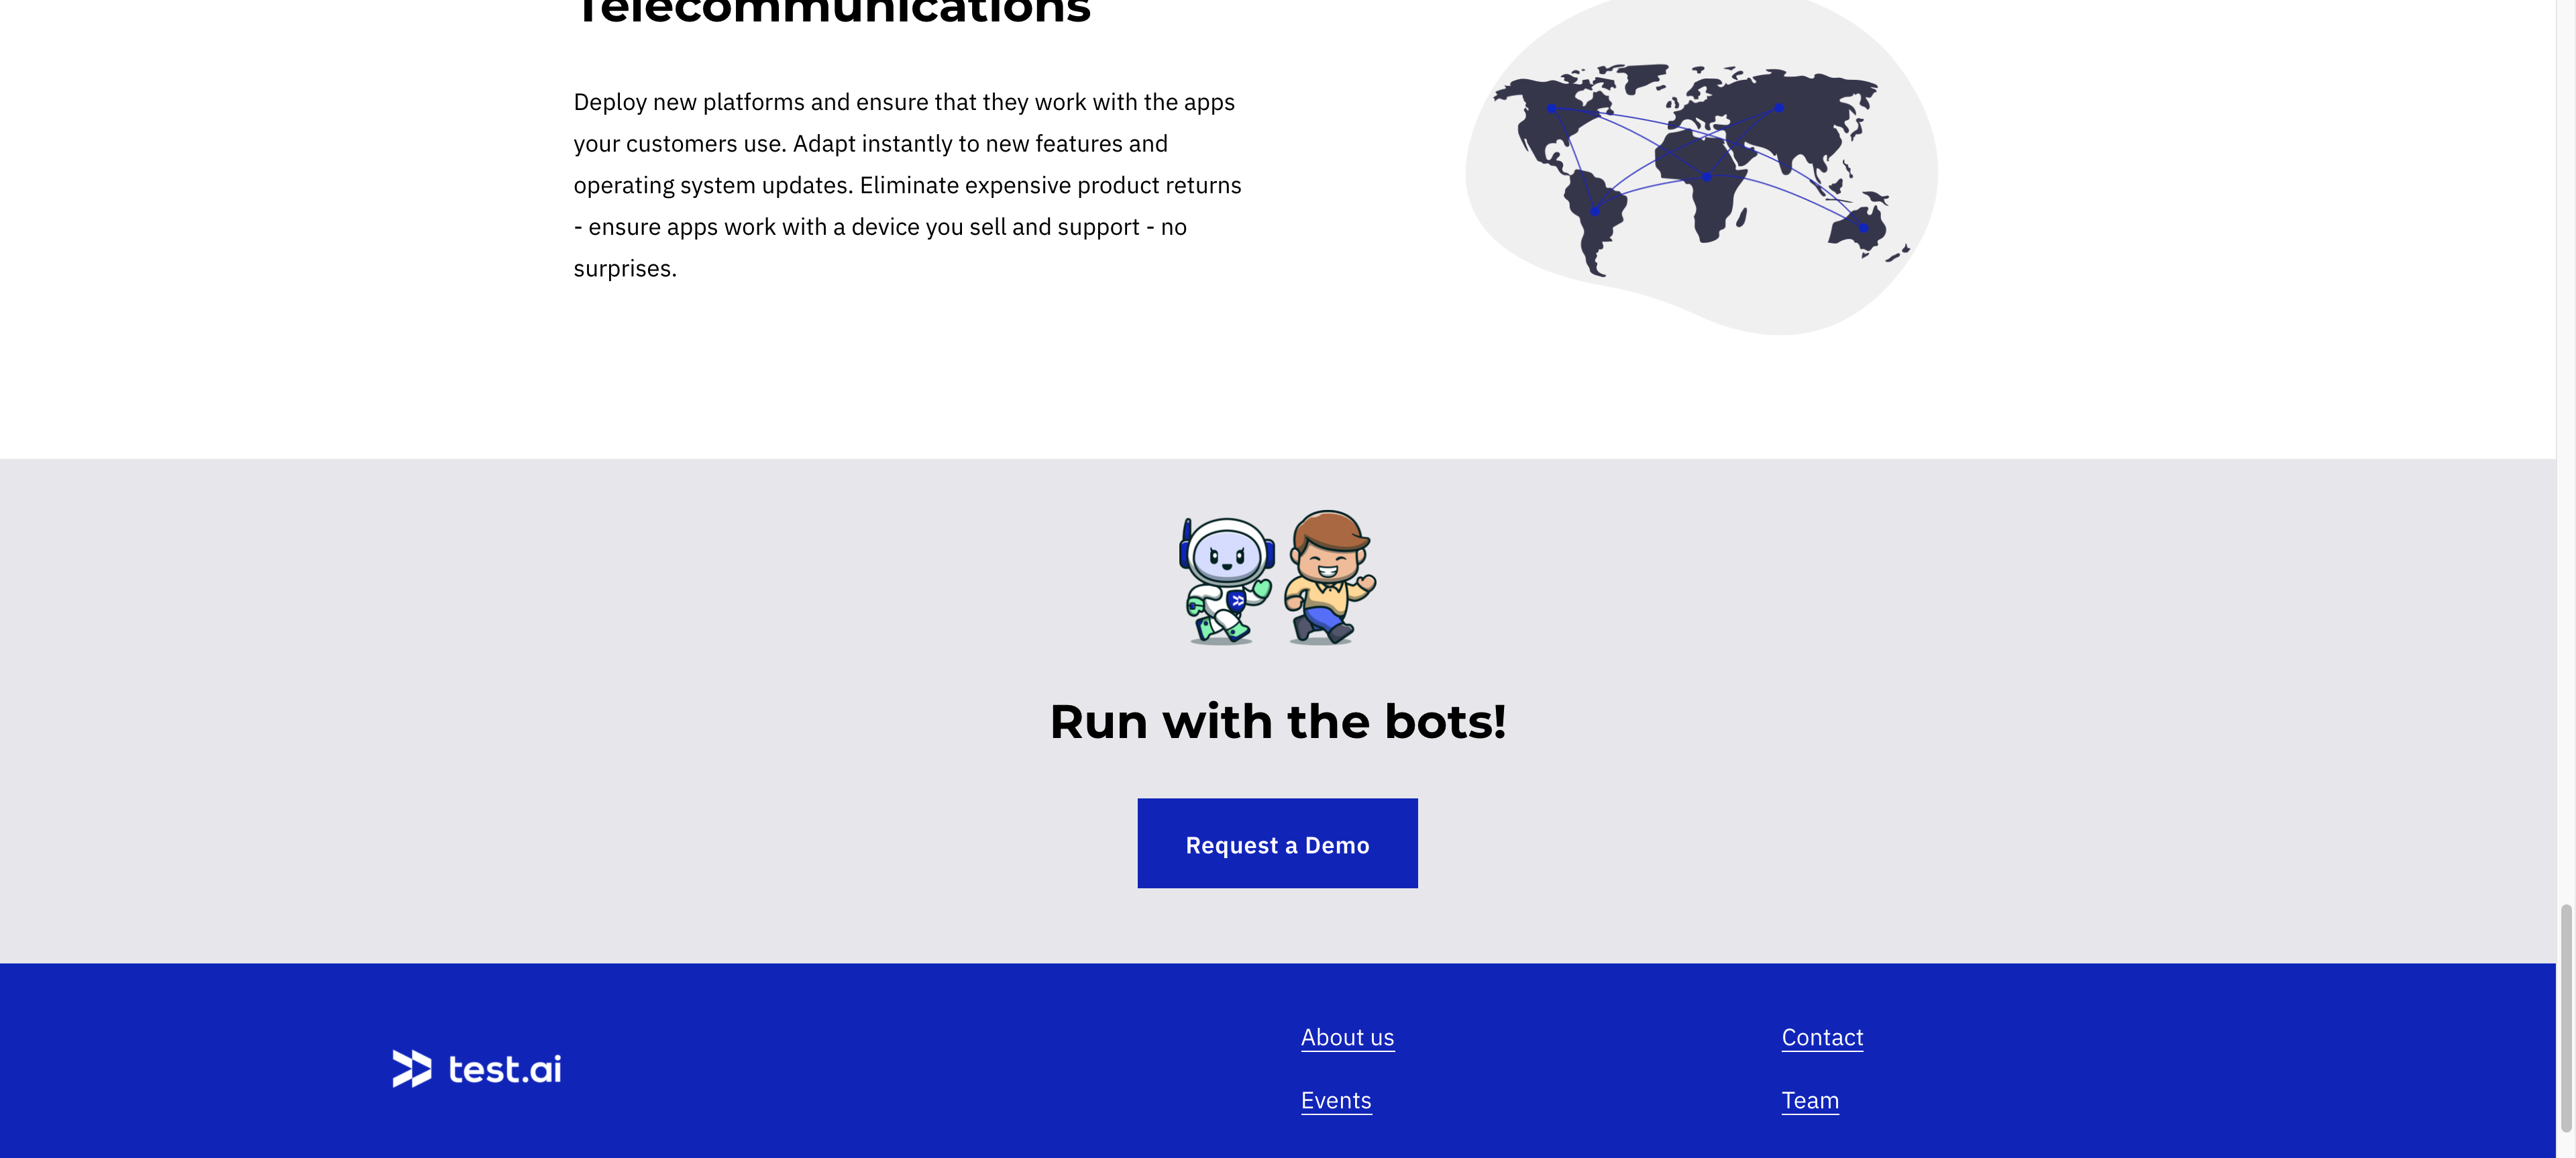 Telecommunications
Deploy new platforms and ensure that they work with the apps
your customers use. Adapt instantly to new features and
operating system updates. Eliminate expensive product returns
- ensure apps work with a device you sell and support - no
surprises.
Run with the bots!
Request a Demo
test.ai
About us
Contact
Events
Team